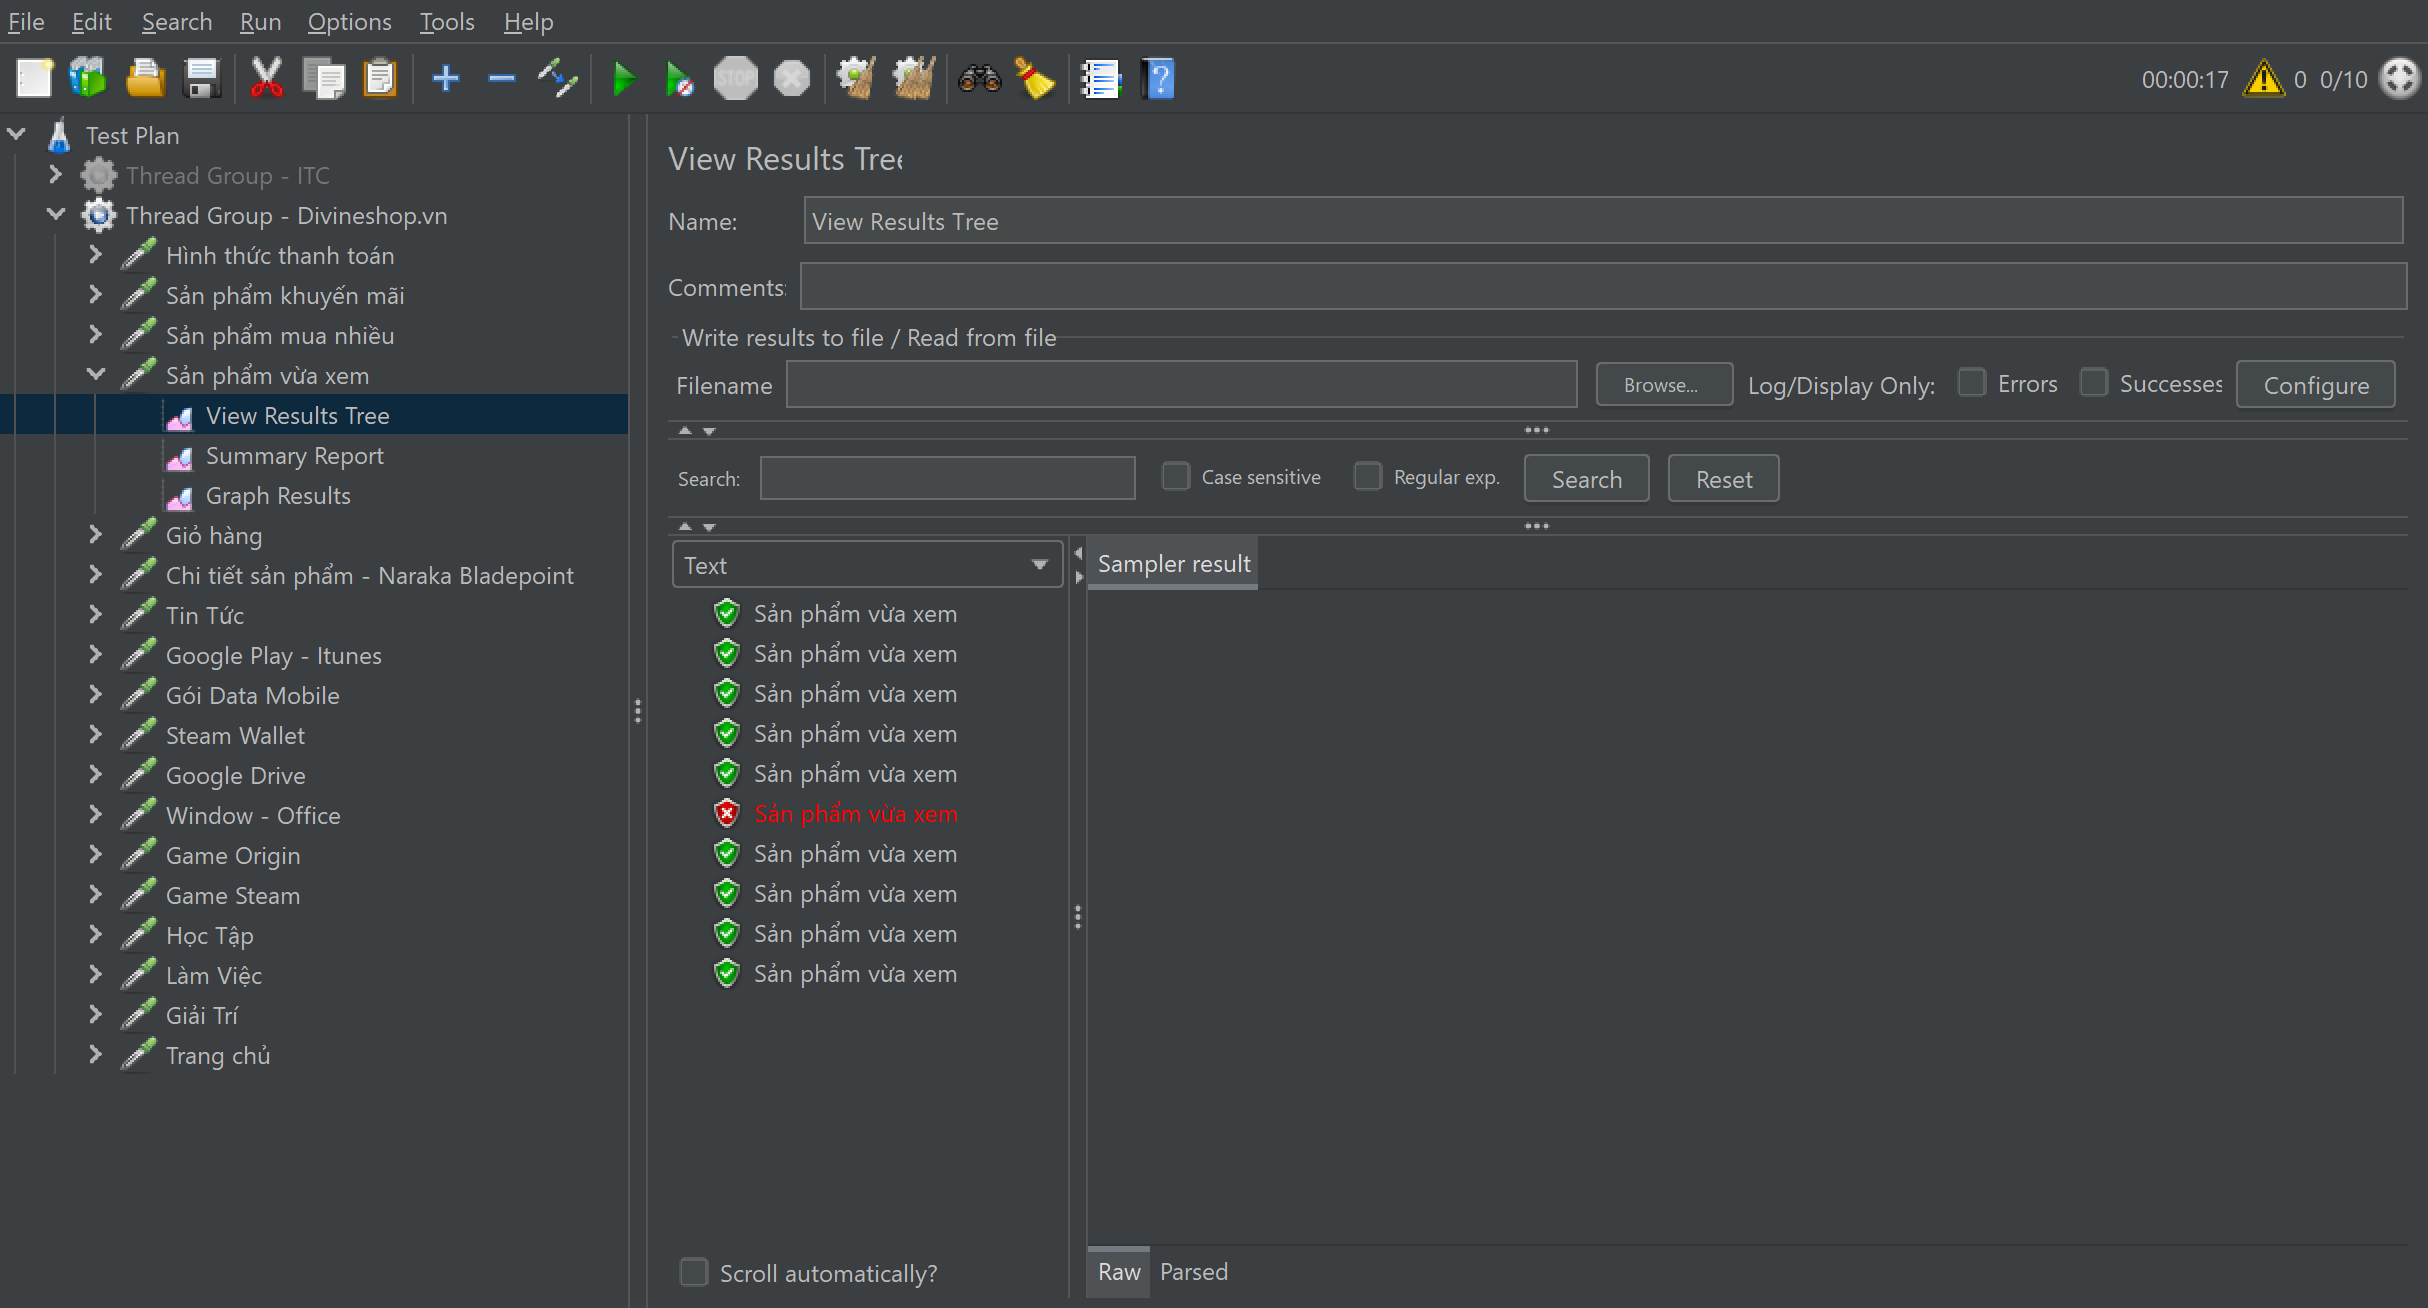 File Edit Search Run Options Tools Help
STOP
00:00:17 0 0/10
Test Plan
Thread Group - ITC
Thread Group - Divineshop.vn
Hình thức thanh toán
Sản phẩm khuyến mãi
Sản phẩm mua nhiều
Sản phẩm vừa xem
View Results Tree
Summary Report
Graph Results
Giỏ hàng
Chi tiết sản phẩm - Naraka Bladepoint
Tin Tức
Google Play - Itunes
Gói Data Mobile
Steam Wallet
Google Drive
Window - Office
Game Origin
Game Steam
Học Tập
Làm Việc
Giải Trí
Trang chủ
View Results Tree
Name: View Results Tree
Comments:
Write results to file / Read from file
Filename Browse... Log/Display Only: Errors Successes Configure
Search: Case sensitive Regular exp. Search Reset
Text
Sản phẩm vừa xem
Sản phẩm vừa xem
Sản phẩm vừa xem
Sản phẩm vừa xem
Sản phẩm vừa xem
Sản phẩm vừa xem
Sản phẩm vừa xem
Sản phẩm vừa xem
Sản phẩm vừa xem
Sản phẩm vừa xem
Scroll automatically?
Sampler result
Raw Parsed